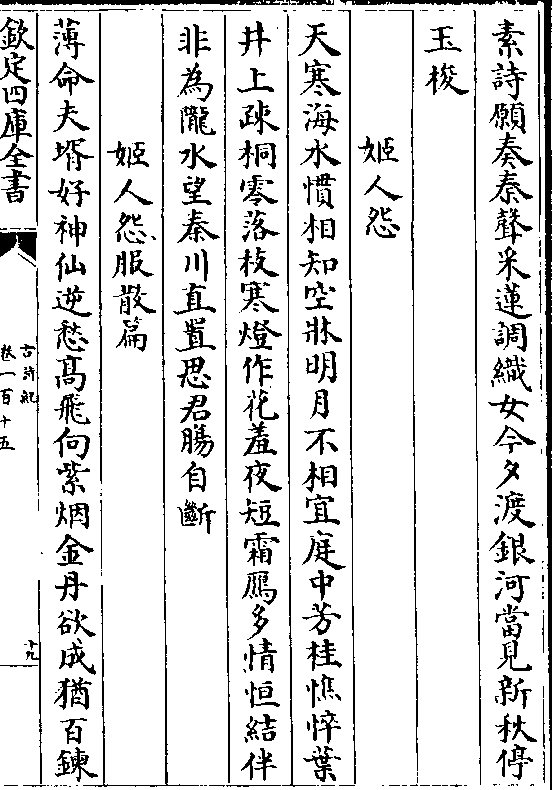 素詩願奏秦聲采蓮調織女今夕渡銀河當見新秋停
玉梭
姬人怨
天寒海水慣相知空牀明月不相宜庭中芳桂憔悴葉
井上疎桐零落枝寒燈作花羞夜短霜鴈多情恒結伴
非為隴水望秦川直置思君腸自斷
姬人怨服散篇
薄命夫壻好神仙逆愁高飛向紫烟金丹欲成猶百鍊
欽定四庫全書
古詩紀
卷一百十五
十九